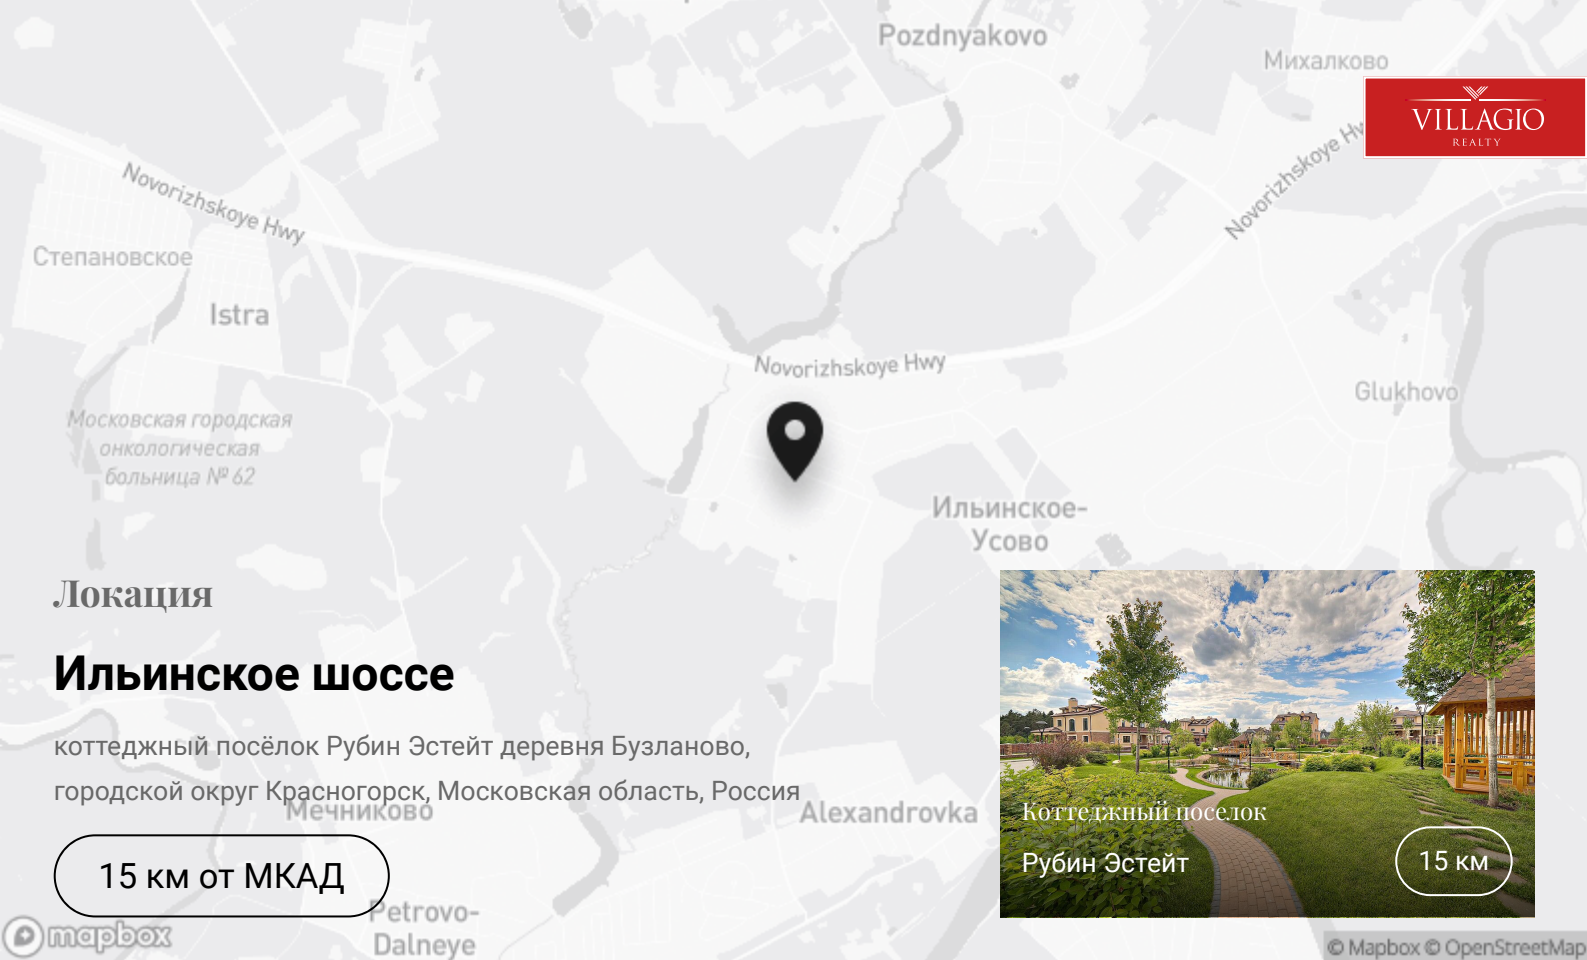 Pozdnyakovo
Михалково
VILLAGIO
REALTY
Novorizhskoye Hwy
Novorizhskoye Hw
Степановское
Istra
Novorizhskoye Hwy
Glukhovo
Московская городская
онкологическая
больница № 62
Ильинское-
Усово
Локация
Ильинское шоссе
коттеджный посёлок Рубин Эстейт деревня Бузланово,
городской округ Красногорск, Московская область, Россия
Мечниково
Alexandrovka
Коттеджный поселок
Рубин Эстейт
15 км
15 км от МКАД
Petrovo-
Dalneye
mapbox
© Mapbox © OpenStreetMap